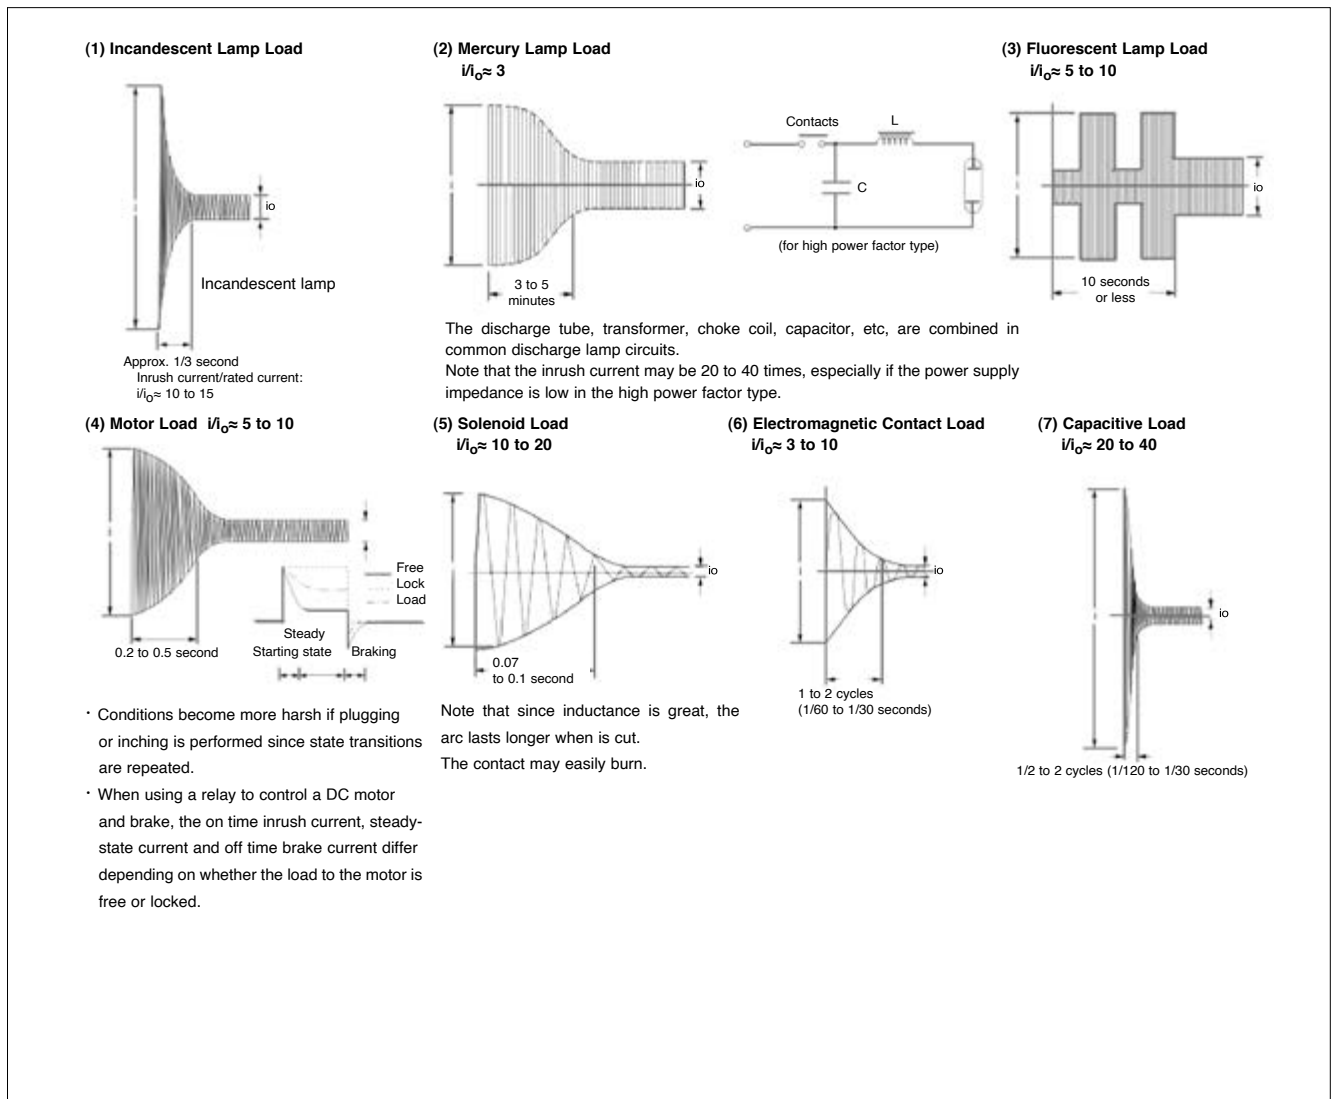 (1) Incandescent Lamp Load
io
Incandescent lamp
Approx. 1/3 second
Inrush current/rated current:
i/io≈ 10 to 15
(2) Mercury Lamp Load
i/io≈ 3
io
3 to 5
minutes
Contacts
L
C
(for high power factor type)
(3) Fluorescent Lamp Load
i/io≈ 5 to 10
io
10 seconds
or less
The discharge tube, transformer, choke coil, capacitor, etc, are combined in
common discharge lamp circuits.
Note that the inrush current may be 20 to 40 times, especially if the power supply
impedance is low in the high power factor type.
(4) Motor Load i/io≈ 5 to 10
Free
Lock
Load
Steady
Starting state
Braking
0.2 to 0.5 second
· Conditions become more harsh if plugging
or inching is performed since state transitions
are repeated.
· When using a relay to control a DC motor
and brake, the on time inrush current, steady-
state current and off time brake current differ
depending on whether the load to the motor is
free or locked.
(5) Solenoid Load
i/io≈ 10 to 20
io
0.07
to 0.1 second
Note that since inductance is great, the
arc lasts longer when is cut.
The contact may easily burn.
(6) Electromagnetic Contact Load
i/io≈ 3 to 10
io
1 to 2 cycles
(1/60 to 1/30 seconds)
(7) Capacitive Load
i/io≈ 20 to 40
io
1/2 to 2 cycles (1/120 to 1/30 seconds)